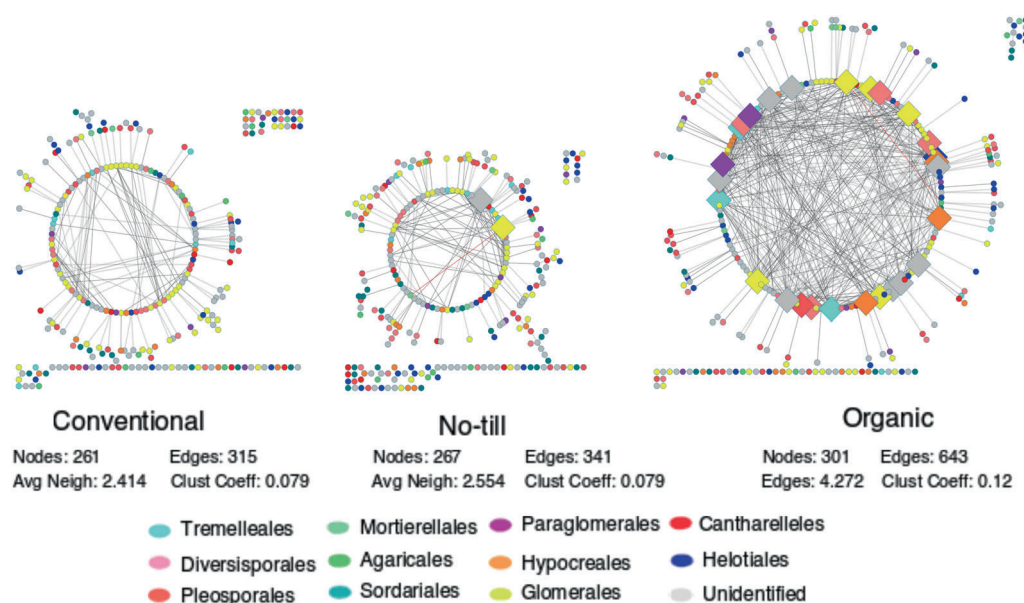 Conventional
Nodes: 261 Edges: 315
Avg Neigh: 2.414 Clust Coeff: 0.079
No-till
Nodes: 267 Edges: 341
Avg Neigh: 2.554 Clust Coeff: 0.079
Organic
Nodes: 301 Edges: 643
Edges: 4.272 Clust Coeff: 0.12
Tremelleales Mortierellales Paraglomerales Cantharelleles
Diversisporales Agaricales Hypocreales Helotiales
Pleosporales Sordariales Glomerales Unidentified